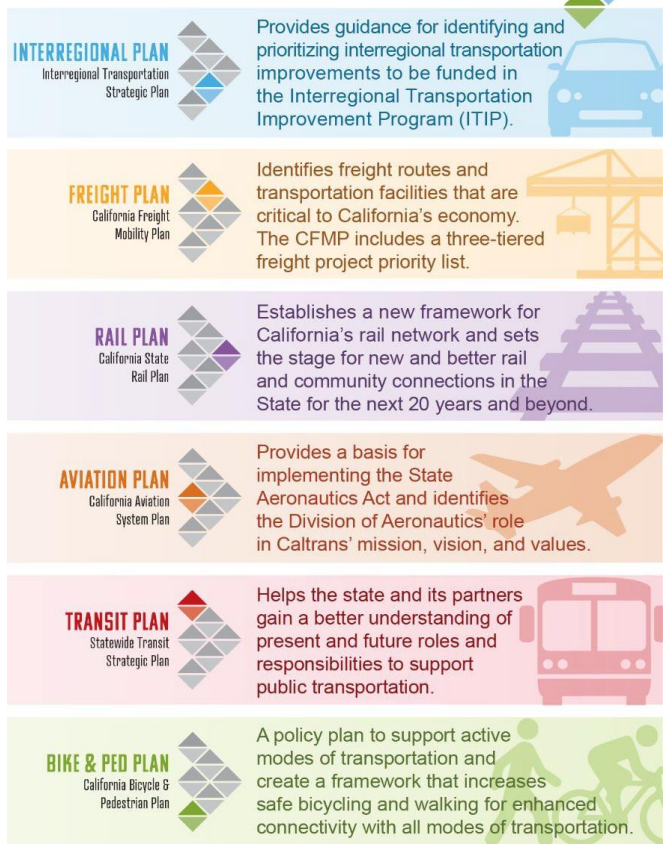 INTERREGIONAL PLAN
Interregional Transportation
Strategic Plan
Provides guidance for identifying and
prioritizing interregional transportation
improvements to be funded in
the Interregional Transportation
Improvement Program (ITIP).
FREIGHT PLAN
California Freight
Mobility Plan
Identifies freight routes and
transportation facilities that are
critical to California's economy.
The CFMP includes a three-tiered
freight project priority list.
RAIL PLAN
California State
Rail Plan
Establishes a new framework for
California's rail network and sets
the stage for new and better rail
and community connections in the
State for the next 20 years and beyond.
AVIATION PLAN
California Aviation
System Plan
Provides a basis for
implementing the State
Aeronautics Act and identifies
the Division of Aeronautics' role
in Caltrans' mission, vision, and values.
TRANSIT PLAN
Statewide Transit
Strategic Plan
Helps the state and its partners
gain a better understanding of
present and future roles and
responsibilities to support
public transportation.
BIKE & PED PLAN
California Bicycle &
Pedestrian Plan
A policy plan to support active
modes of transportation and
create a framework that increases
safe bicycling and walking for enhanced
connectivity with all modes of transportation.